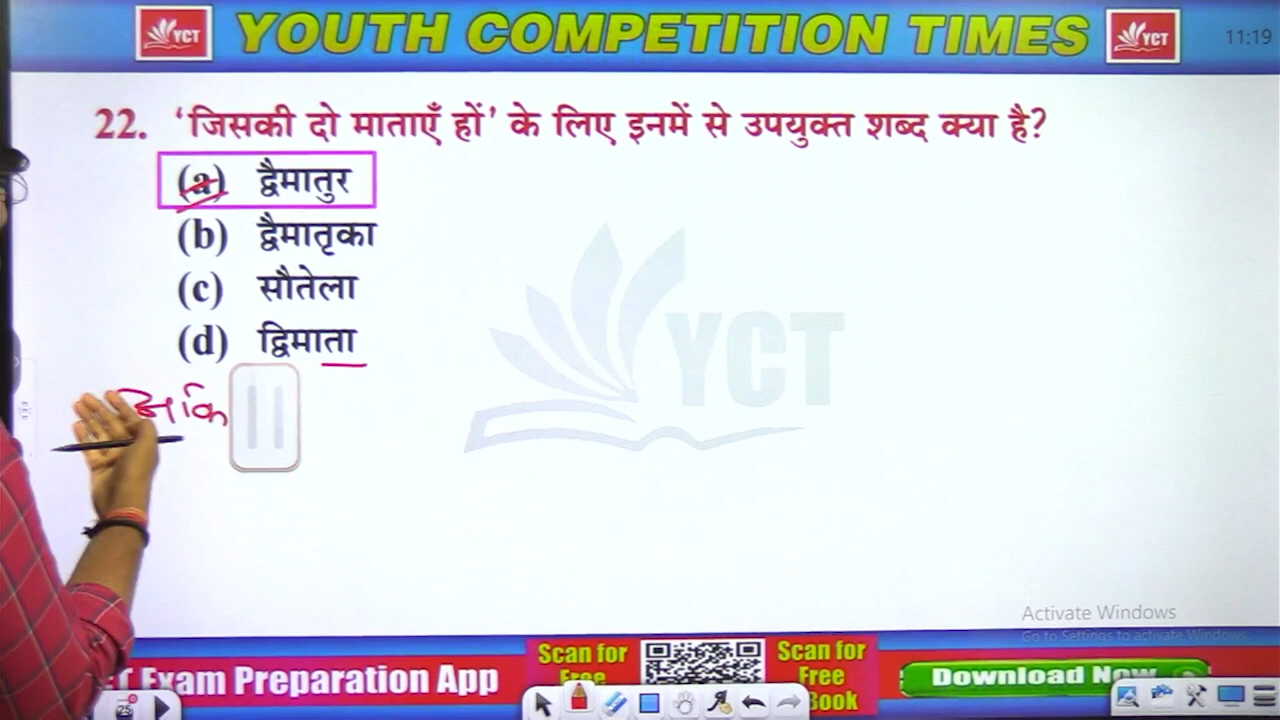 YCT YOUTH COMPETITION TIMES YCT 11:19
22. 'जिसकी दो माताएँ हों' के लिए इनमें से उपयुक्त शब्द क्या है?
(a) द्वैमातुर
(b) द्वैमातृका
(c) सौतेला
(d) द्विमाता
YCT
Activate Windows
Go to Settings to activate Windows.
Exam Preparation App
Scan for
Free
Scan for
Free
Book
Download Now